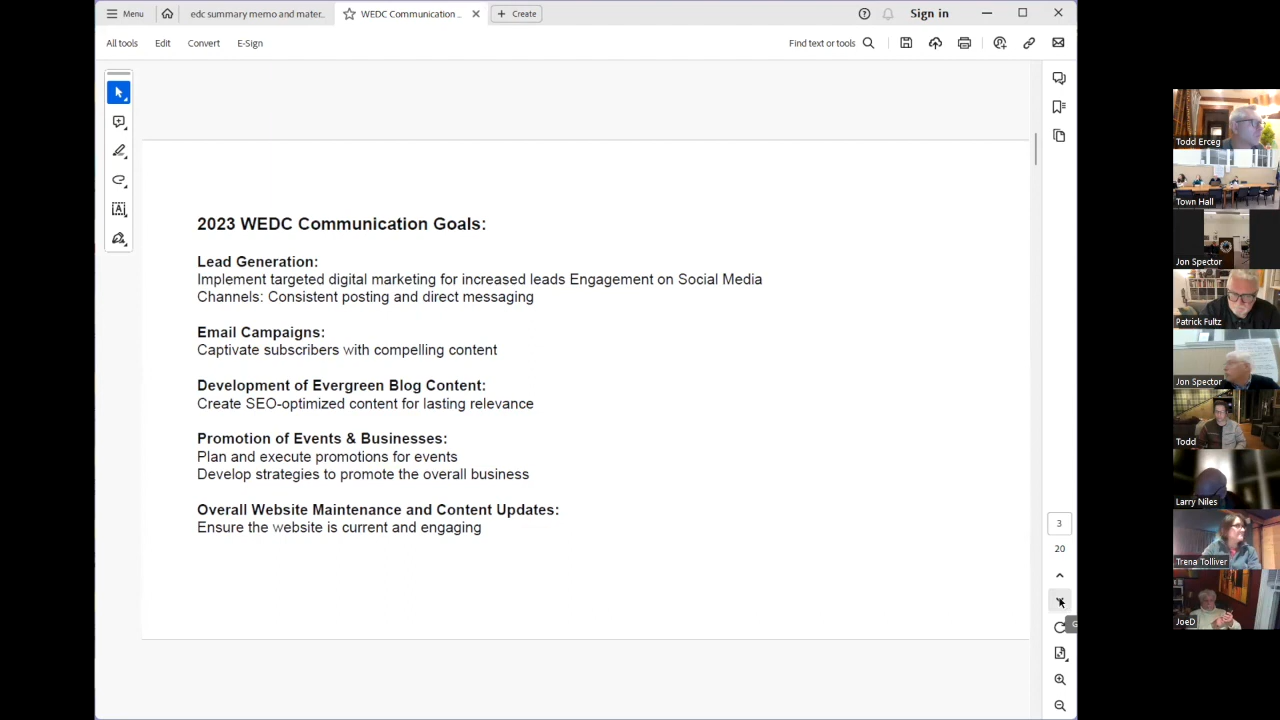 Menu
edc summary memo and mater...
WEDC Communication ...
Create
Sign in
All tools
Edit
Convert
E-Sign
Find text or tools
2023 WEDC Communication Goals:
Lead Generation:
Implement targeted digital marketing for increased leads Engagement on Social Media
Channels: Consistent posting and direct messaging
Email Campaigns:
Captivate subscribers with compelling content
Development of Evergreen Blog Content:
Create SEO-optimized content for lasting relevance
Promotion of Events & Businesses:
Plan and execute promotions for events
Develop strategies to promote the overall business
Overall Website Maintenance and Content Updates:
Ensure the website is current and engaging
3
20
Todd Erceg
Town Hall
Jon Spector
Patrick Fultz
Jon Spector
Todd
Larry Niles
Trena Tolliver
JoeD